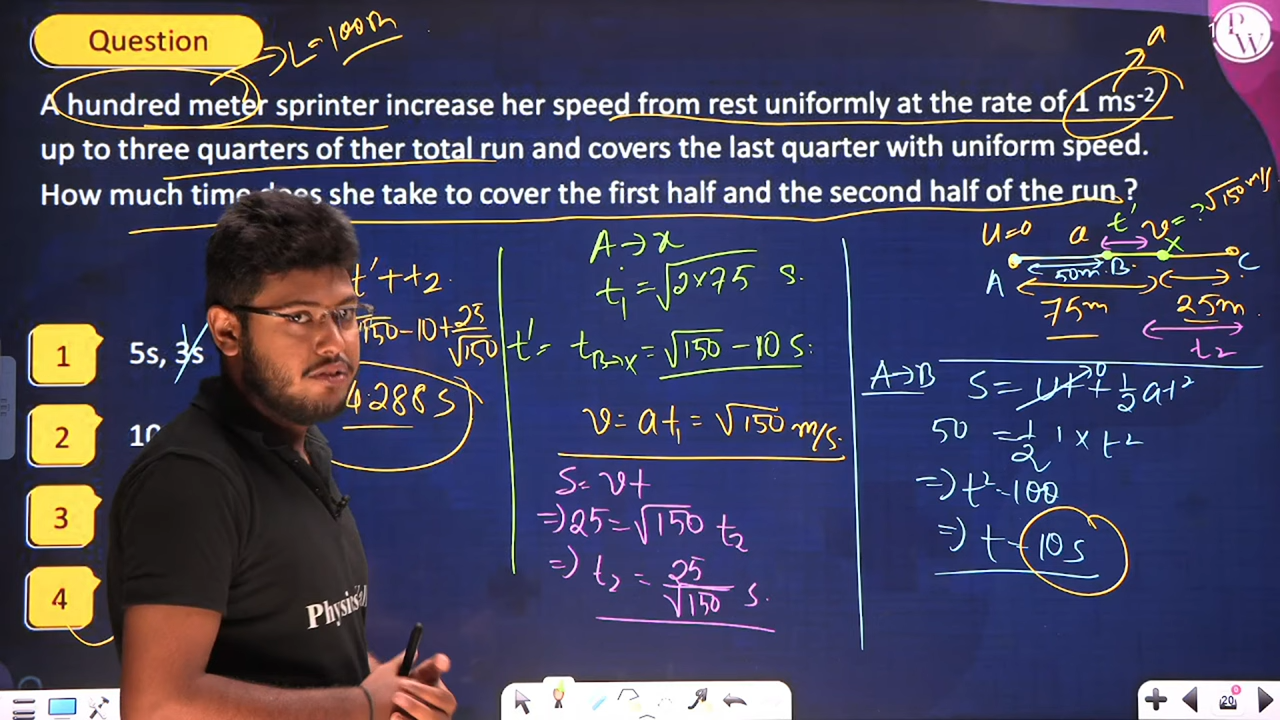 Question
→ L=100m
a
PW
A hundred meter sprinter increase her speed from rest uniformly at the rate of 1 ms-2
up to three quarters of ther total run and covers the last quarter with uniform speed.
How much time does she take to cover the first half and the second half of the run ?
1
5s, 3s
2
10
3
4
t' + t2
√150 - 10 + 25/√150
4.288 s
A → x
t1 = √2×75 s.
t' = tB→x = √150 - 10 s.
v = at1 = √150 m/s.
S = vt
⇒ 25 = √150 t2
⇒ t2 = 25/√150 s.
u=0
a
t'
v = ? √150 m/s
A
50m
B
x
C
75m
25m
t2
A → B
S = ut 0 + 1/2 at2
50 = 1/2 1 × t2
⇒ t2 - 100
⇒ t - 10 s
Physics
20